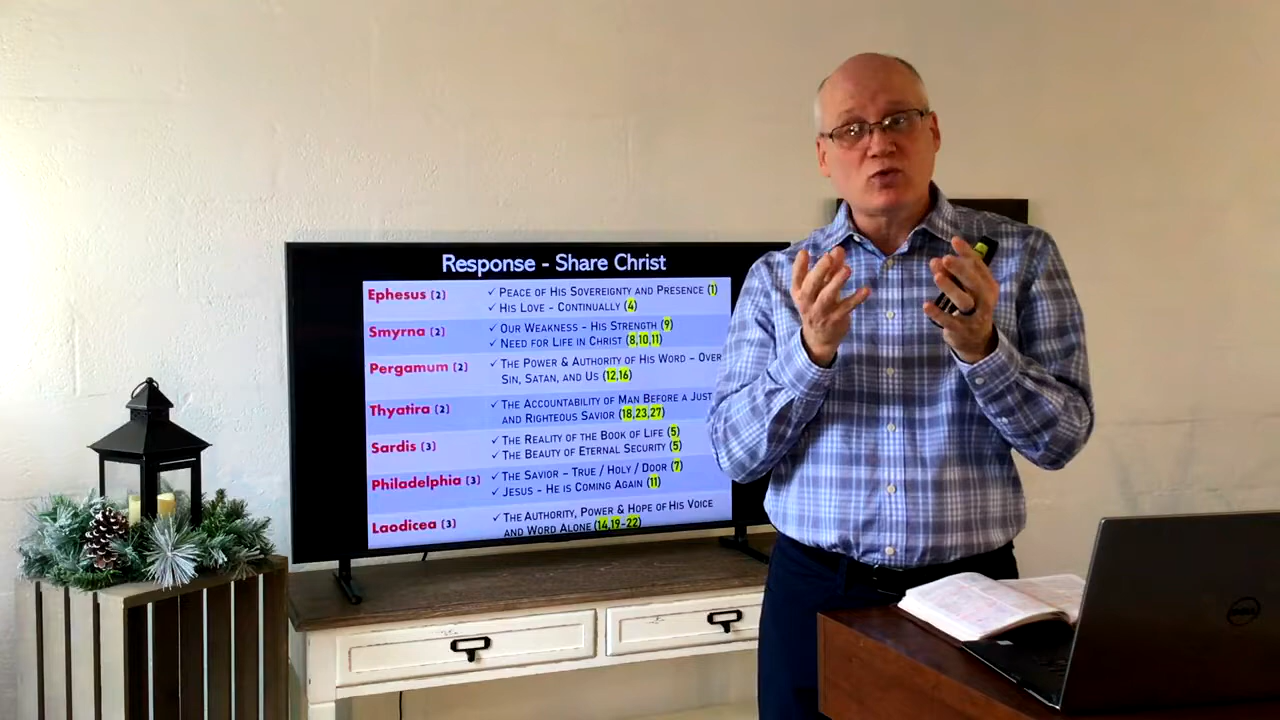 Response - Share Christ
Ephesus (2)
✓ Peace of His Sovereignty and Presence (1)
✓ His Love - Continually (4)
Smyrna (2)
✓ Our Weakness - His Strength (9)
✓ Need for Life in Christ (8,10,11)
Pergamum (2)
✓ The Power & Authority of His Word – Over
Sin, Satan, and Us (12,16)
Thyatira (2)
✓ The Accountability of Man Before a Just
and Righteous Savior (18,23,27)
Sardis (3)
✓ The Reality of the Book of Life (5)
✓ The Beauty of Eternal Security (5)
Philadelphia (3)
✓ The Savior – True / Holy / Door (7)
✓ Jesus - He is Coming Again (11)
Laodicea (3)
✓ The Authority, Power & Hope of His Voice
and Word Alone (14,19-22)
DELL